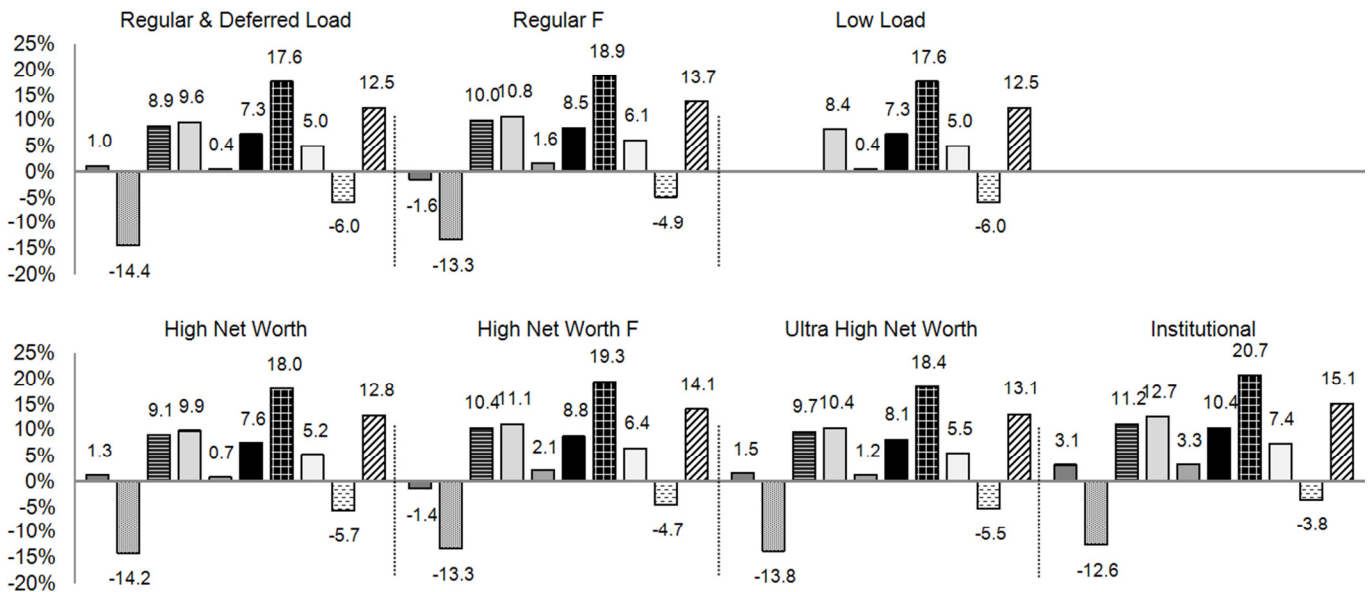 Regular & Deferred Load Regular F Low Load
25%
20%
15%
10%
5%
0%
-5%
-10%
-15%
-20%
1.0 -14.4 8.9 9.6 0.4 7.3 17.6 5.0 -6.0 12.5
-1.6 -13.3 10.0 10.8 1.6 8.5 18.9 6.1 -4.9 13.7
8.4 0.4 7.3 17.6 5.0 -6.0 12.5
High Net Worth High Net Worth F Ultra High Net Worth Institutional
25%
20%
15%
10%
5%
0%
-5%
-10%
-15%
-20%
1.3 -14.2 9.1 9.9 0.7 7.6 18.0 5.2 -5.7 12.8
-1.4 -13.3 10.4 11.1 2.1 8.8 19.3 6.4 -4.7 14.1
1.5 -13.8 9.7 10.4 1.2 8.1 18.4 5.5 -5.5 13.1
3.1 -12.6 11.2 12.7 3.3 10.4 20.7 7.4 -3.8 15.1